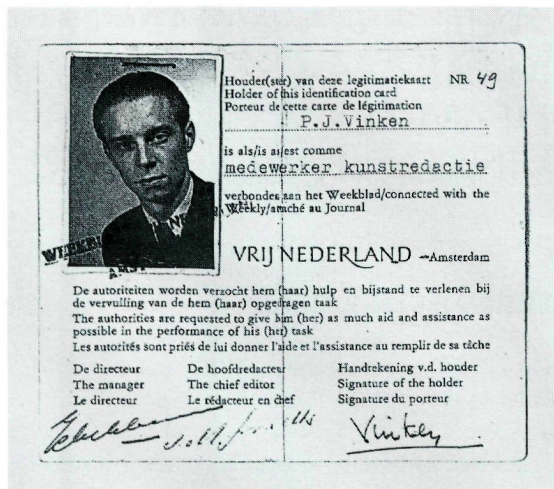 Houder(ster) van deze legitimatiekaart NR 49
Holder of this identification card
Porteur de cette carte de légitimation
P.J.Vinken
is als/is as/est comme
medewerker kunstredactie
verbonden aan het Weekblad/connected with the
Weekly/ataché au Journal
VRIJ NEDERLAND -Amsterdam
De autoriteiten worden verzocht hem (haar) hulp en bijstand te verlenen bij
de vervulling van de hem (haar) opgedragen taak
The authorities are requested to give him (her) as much aid and assistance as
possible in the performance of his (her) task
Les autorités sont priés de lui donner l'aide et l'assistance au remplir de sa tâche
De directeur De hoofdredacteur Handtekening v.d. houder
The manager The chief editor Signature of the holder
Le directeur Le rédacteur en chef Signature du porteur
Vinken